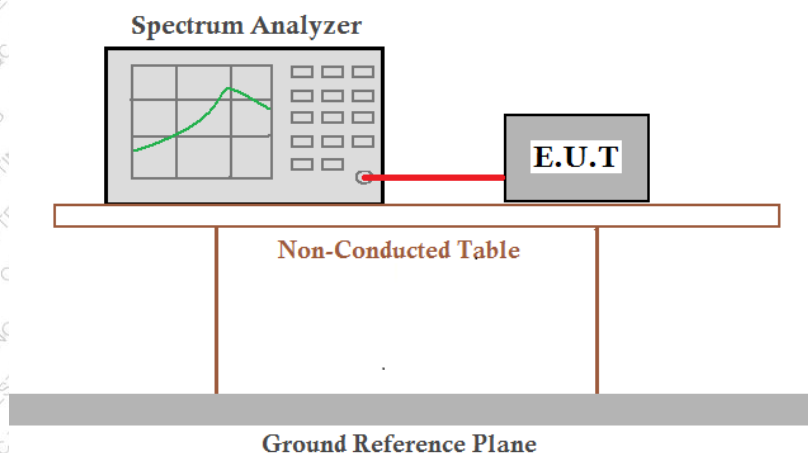 Spectrum Analyzer
E.U.T
Non-Conducted Table
Ground Reference Plane